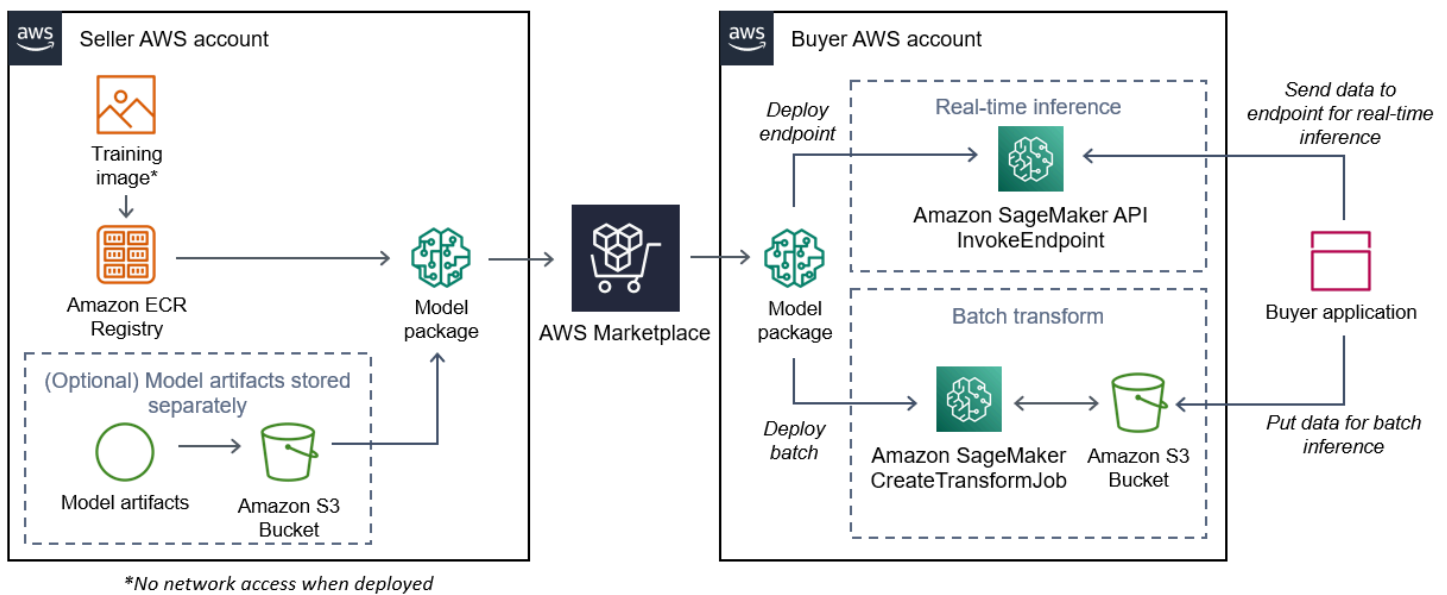 aws
Seller AWS account
Training
image*
Amazon ECR
Registry
(Optional) Model artifacts stored
separately
Model artifacts
Amazon S3
Bucket
Model
package
*No network access when deployed
AWS Marketplace
aws
Buyer AWS account
Deploy
endpoint
Real-time inference
Amazon SageMaker API
InvokeEndpoint
Model
package
Deploy
batch
Batch transform
Amazon SageMaker
CreateTransformJob
Amazon S3
Bucket
Send data to
endpoint for real-time
inference
Buyer application
Put data for batch
inference